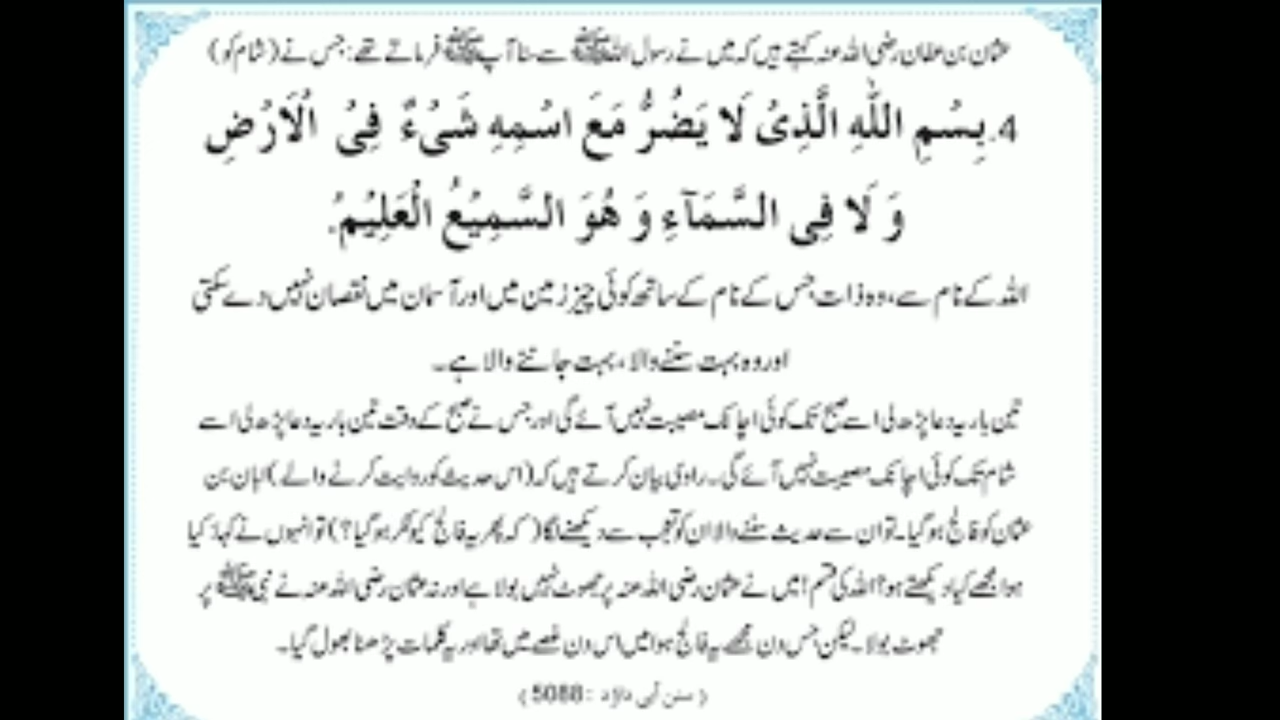 عثمان بن عفان رضی اللہ عنہ کہتے ہیں کہ میں نے رسول اللہ ﷺ سے سنا آپ ﷺ فرماتے تھے: جس نے (شام کو)
4. بِسْمِ اللّٰهِ الَّذِیْ لَا یَضُرُّ مَعَ اسْمِهٖ شَیْءٌ فِیْ الْاَرْضِ
وَ لَا فِی السَّمَآءِ وَ هُوَ السَّمِیْعُ الْعَلِیْمُ.
اللہ کے نام سے، وہ ذات جس کے نام کے ساتھ کوئی چیز زمین میں اور آسمان میں نقصان نہیں دے سکتی
اور وہ بہت سننے والا، بہت جاننے والا ہے۔
تین بار یہ دعا پڑھ لی اسے صبح تک کوئی اچانک مصیبت نہیں آئے گی اور جس نے صبح کے وقت تین بار یہ دعا پڑھ لی اسے
شام تک کوئی اچانک مصیبت نہیں آئے گی۔ راوی بیان کرتے ہیں کہ (اس حدیث کو روایت کرنے والے) ابان بن
عثمان کو فالج ہو گیا۔ تو ان سے حدیث سننے والا ان کو تعجب سے دیکھنے لگا (کہ پھر یہ فالج کیونکر ہو گیا؟) تو انہوں نے کہا: کیا
ہوا مجھے کیا دیکھتے ہو؟ اللہ کی قسم! میں نے عثمان رضی اللہ عنہ پر جھوٹ نہیں بولا ہے اور نہ عثمان رضی اللہ عنہ نے نبی ﷺ پر
جھوٹ بولا۔ لیکن جس دن مجھے یہ فالج ہوا میں اس دن غصے میں تھا اور یہ کلمات پڑھنا بھول گیا۔
(سنن أبی داؤد : 5088)